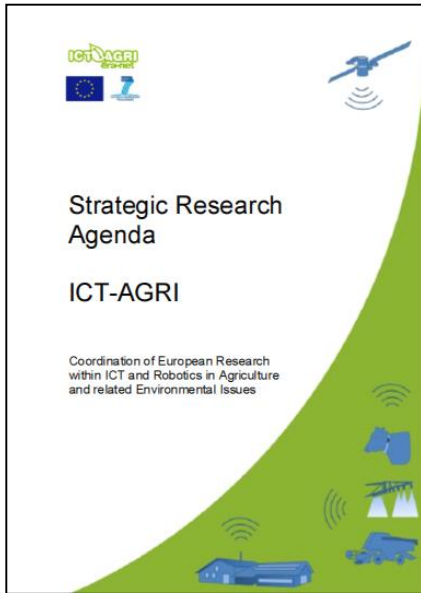 ICT AGRI
era-net
Strategic Research
Agenda
ICT-AGRI
Coordination of European Research
within ICT and Robotics in Agriculture
and related Environmental Issues